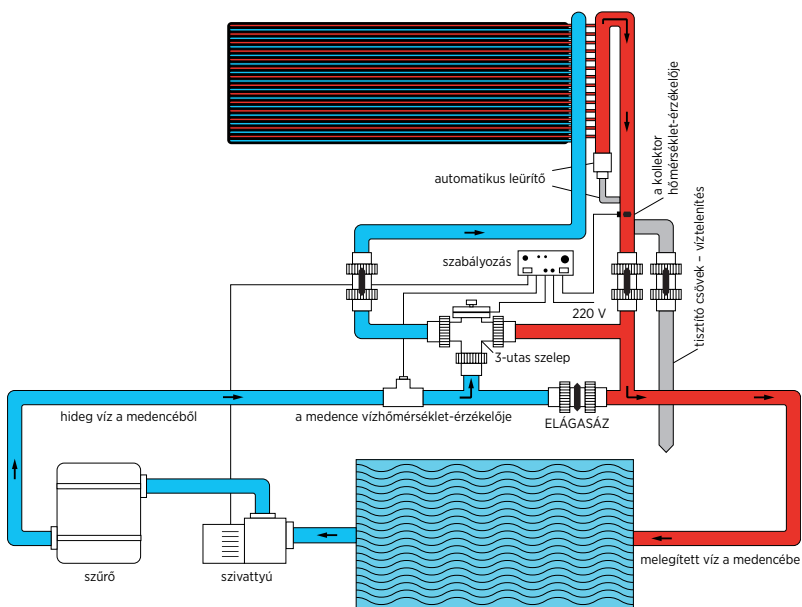 automatikus leürítő
a kollektor
hőmérséklet-érzékelője
tisztító csövek – víztelenítés
szabályozás
220 V
3-utas szelep
hideg víz a medencéből
a medence vízhőmérséklet-érzékelője
ELÁGASÁZ
szűrő
szivattyú
melegített víz a medencébe